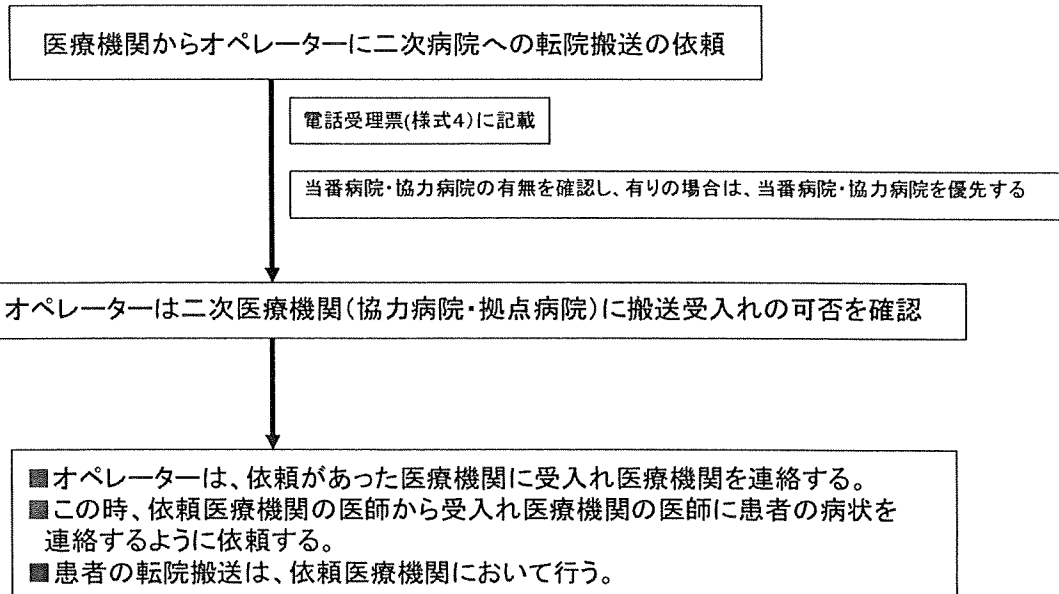 医療機関からオペレーターに二次病院への転院搬送の依頼
電話受理票(様式4)に記載
当番病院・協力病院の有無を確認し、有りの場合は、当番病院・協力病院を優先する
オペレーターは二次医療機関(協力病院・拠点病院)に搬送受入れの可否を確認
■オペレーターは、依頼があった医療機関に受入れ医療機関を連絡する。
■この時、依頼医療機関の医師から受入れ医療機関の医師に患者の病状を
連絡するように依頼する。
■患者の転院搬送は、依頼医療機関において行う。